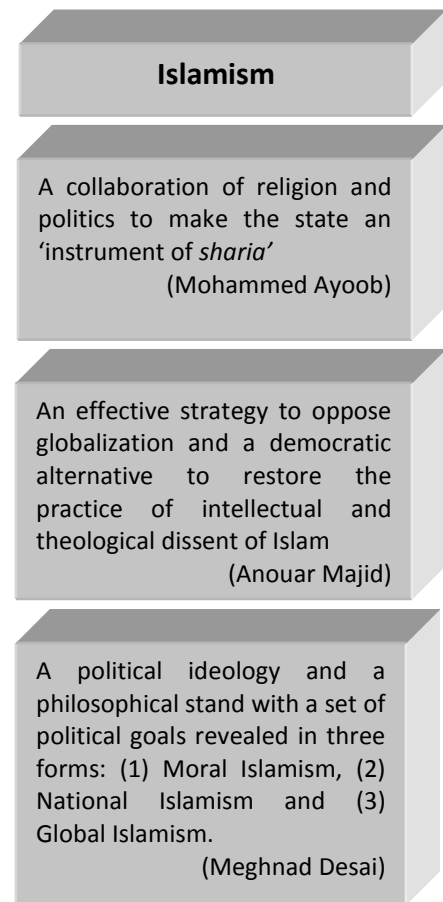 Islamism
A collaboration of religion and
politics to make the state an
‘instrument of sharia’
(Mohammed Ayoob)
An effective strategy to oppose
globalization and a democratic
alternative to restore the
practice of intellectual and
theological dissent of Islam
(Anouar Majid)
A political ideology and a
philosophical stand with a set of
political goals revealed in three
forms: (1) Moral Islamism, (2)
National Islamism and (3)
Global Islamism.
(Meghnad Desai)